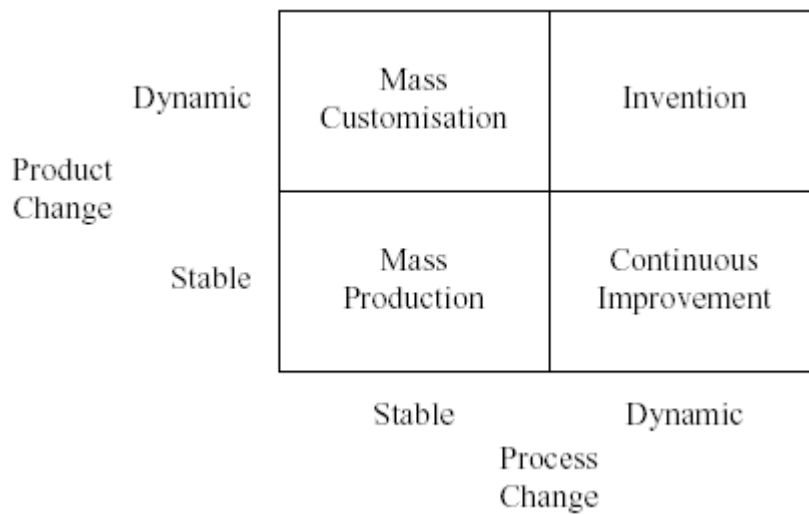 Mass
Customisation
Invention
Dynamic
Product
Change
Mass
Production
Continuous
Improvement
Stable
Stable
Dynamic
Process
Change